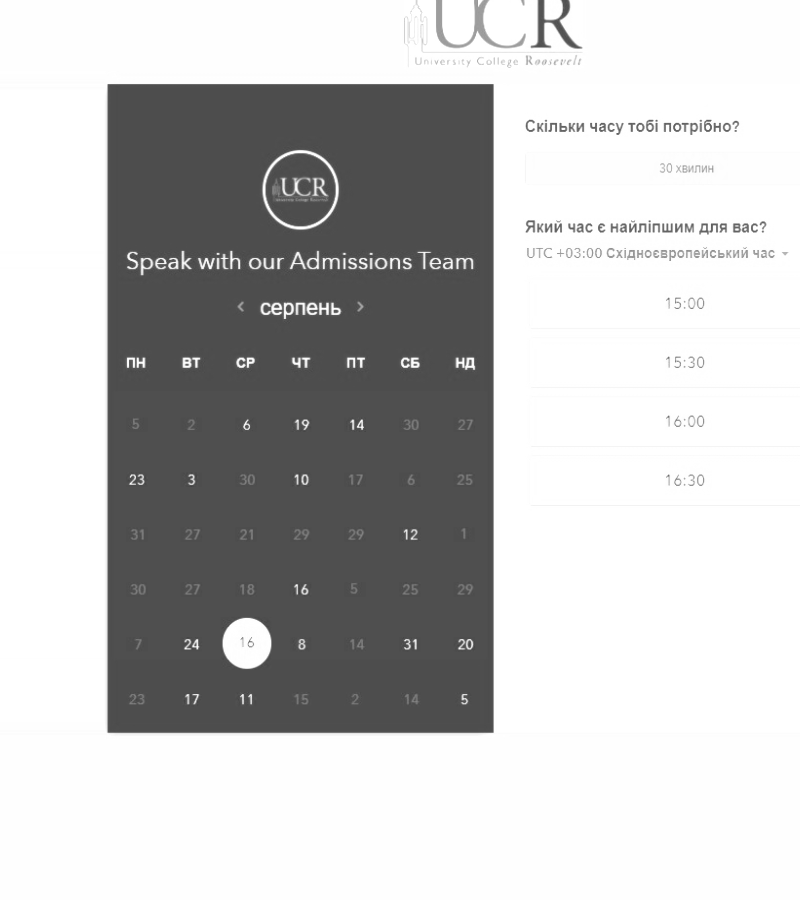 UCR
University College Roosevelt
UCR
Speak with our Admissions Team
серпень
ПН ВТ СР ЧТ ПТ СБ НД
5 2 6 19 14 30 27
23 3 30 10 17 6 25
31 27 21 29 29 12 1
30 27 18 16 5 25 29
7 24 16 8 14 31 20
23 17 11 15 2 14 5
Скільки часу тобі потрібно?
30 хвилин
Який час є найліпшим для вас?
UTC +03:00 Східноєвропейський час
15:00
15:30
16:00
16:30